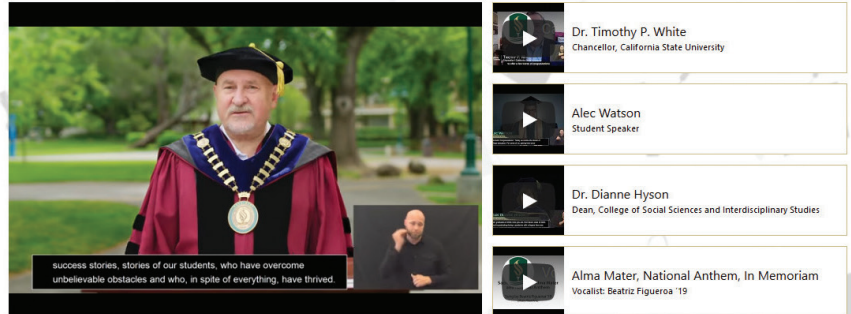 success stories, stories of our students, who have overcome
unbelievable obstacles and who, in spite of everything, have thrived.
Dr. Timothy P. White
Chancellor, California State University
Alec Watson
Student Speaker
Dr. Dianne Hyson
Dean, College of Social Sciences and Interdisciplinary Studies
Alma Mater, National Anthem, In Memoriam
Vocalist: Beatriz Figueroa `19